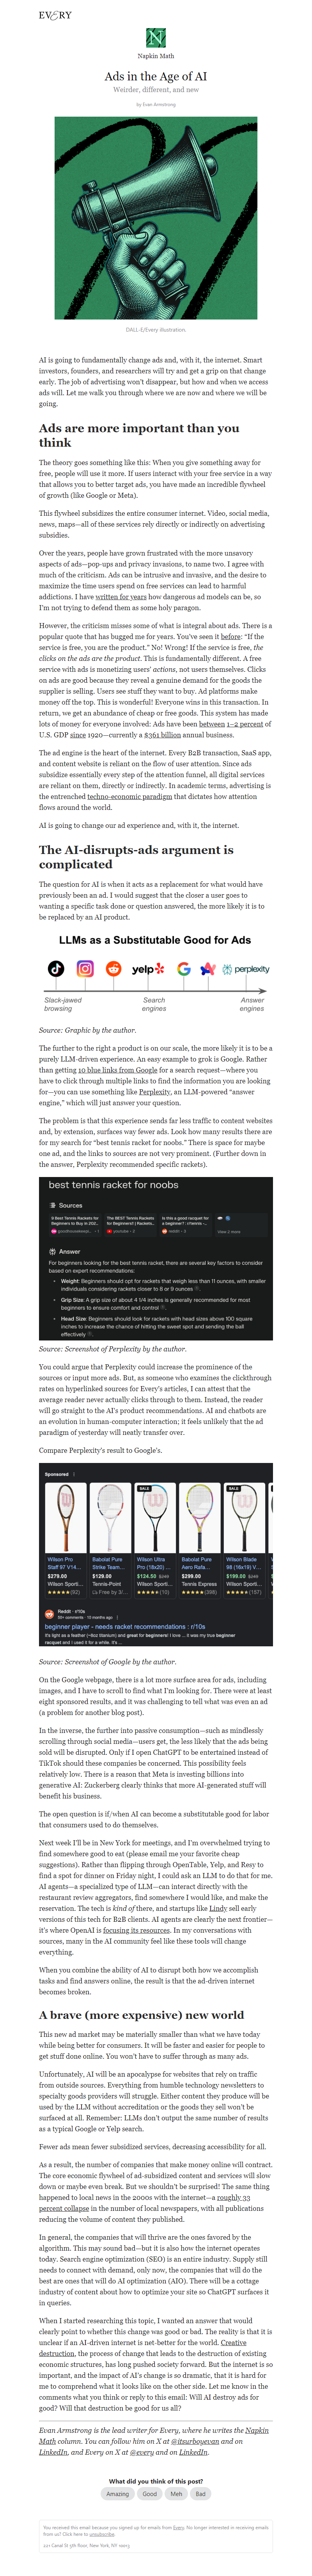 EVERY
Napkin Math
Ads in the Age of AI
Weirder, different, and new
by Evan Armstrong
DALL-E/Every illustration.
AI is going to fundamentally change ads and, with it, the internet. Smart
investors, founders, and researchers will try and get a grip on that change
early. The job of advertising won't disappear, but how and when we access
ads will. Let me walk you through where we are now and where we will be
going.
Ads are more important than you
think
The theory goes something like this: When you give something away for
free, people will use it more. If users interact with your free service in a way
that allows you to better target ads, you have made an incredible flywheel
of growth (like Google or Meta).
This flywheel subsidizes the entire consumer internet. Video, social media,
news, maps—all of these services rely directly or indirectly on advertising
subsidies.
Over the years, people have grown frustrated with the more unsavory
aspects of ads—pop-ups and privacy invasions, to name two. I agree with
much of the criticism. Ads can be intrusive and invasive, and the desire to
maximize the time users spend on free services can lead to harmful
addictions. I have written for years how dangerous ad models can be, so
I'm not trying to defend them as some holy paragon.
However, the criticism misses some of what is integral about ads. There is a
popular quote that has bugged me for years. You've seen it before: "If the
service is free, you are the product." No! Wrong! If the service is free, the
clicks on the ads are the product. This is fundamentally different. A free
service with ads is monetizing users' actions, not users themselves. Clicks
on ads are good because they reveal a genuine demand for the goods the
supplier is selling. Users see stuff they want to buy. Ad platforms make
money off the top. This is wonderful! Everyone wins in this transaction. In
return, we get an abundance of cheap or free goods. This system has made
lots of money for everyone involved: Ads have been between 1–2 percent of
U.S. GDP since 1920—currently a $361 billion annual business.
The ad engine is the heart of the internet. Every B2B transaction, SaaS app,
and content website is reliant on the flow of user attention. Since ads
subsidize essentially every step of the attention funnel, all digital services
are reliant on them, directly or indirectly. In academic terms, advertising is
the entrenched techno-economic paradigm that dictates how attention
flows around the world.
AI is going to change our ad experience and, with it, the internet.
The AI-disrupts-ads argument is
complicated
The question for AI is when it acts as a replacement for what would have
previously been an ad. I would suggest that the closer a user goes to
wanting a specific task done or question answered, the more likely it is to
be replaced by an AI product.
LLMs as a Substitutable Good for Ads
yelp perplexity
Slack-jawed browsing
Search engines
Answer engines
Source: Graphic by the author.
The further to the right a product is on our scale, the more likely it is to be a
purely LLM-driven experience. An easy example to grok is Google. Rather
than getting 10 blue links from Google for a search request—where you
have to click through multiple links to find the information you are looking
for—you can use something like Perplexity, an LLM-powered "answer
engine," which will just answer your question.
The problem is that this experience sends far less traffic to content websites
and, by extension, surfaces way fewer ads. Look how many results there are
for my search for "best tennis racket for noobs." There is space for maybe
one ad, and the links to sources are not very prominent. (Further down in
the answer, Perplexity recommended specific rackets).
best tennis racket for noobs
Sources
9 Best Tennis Rackets for Beginners to Buy in 202...
The BEST Tennis Rackets for Beginners! | Rackets...
Is this a good racquet for a beginner? : r/tennis -...
youtube · 2
reddit · 3
View 2 more
Answer
For beginners looking for the best tennis racket, there are several key factors to consider
based on expert recommendations:
• Weight: Beginners should opt for rackets that weigh less than 11 ounces, with smaller
individuals considering rackets closer to 8 or 9 ounces
• Grip Size: A grip size of about 4 1/4 inches is generally recommended for most
beginners to ensure comfort and control
• Head Size: Beginners should look for rackets with head sizes above 100 square
inches to increase the chance of hitting the sweet spot and sending the ball
effectively
Source: Screenshot of Perplexity by the author.
You could argue that Perplexity could increase the prominence of the
sources or input more ads. But, as someone who examines the clickthrough
rates on hyperlinked sources for Every's articles, I can attest that the
average reader never actually clicks through to them. Instead, the reader
will go straight to the AI's product recommendations. AI and chatbots are
an evolution in human-computer interaction; it feels unlikely that the ad
paradigm of yesterday will neatly transfer over.
Compare Perplexity's result to Google's.
Sponsored
SALE SALE
Wilson Pro Staff 97 V14...
Babolat Pure Strike Team...
Wilson Ultra Pro (18x20) ...
Babolat Pure Aero Rafa...
Wilson Blade 98 (16x19) V...
$279.00 $129.00 $124.50 $299.00 $199.00
Wilson Sporti... Tennis-Point Wilson Sporti... Tennis Express Wilson Sporti...
(92) Free by 3/... (10) (398) (157)
Reddit · r/10s
50+ comments · 10 months ago
beginner player - needs racket recommendations : r/10s
It's light as a feather (~8oz titanium) and great for beginners! I love ... it was my beginner
racquet and I used it for a while. It's ...
Source: Screenshot of Google by the author.
On the Google webpage, there is a lot more surface area for ads, including
images, and I have to scroll to find what I'm looking for. There were at least
eight sponsored results, and it was challenging to tell what was even an ad
(a problem for another blog post).
In the inverse, the further into passive consumption—such as mindlessly
scrolling through social media—users get, the less likely that the ads being
sold will be disrupted. Only if I open ChatGPT to be entertained instead of
TikTok should these companies be concerned. This possibility feels
relatively low. There is a reason that Meta is investing billions into
generative AI: Zuckerberg clearly thinks that more AI-generated stuff will
benefit his business.
The open question is if/when AI can become a substitutable good for labor
that consumers used to do themselves.
Next week I'll be in New York for meetings, and I'm overwhelmed trying to
find somewhere good to eat (please email me your favorite cheap
suggestions). Rather than flipping through OpenTable, Yelp, and Resy to
find a spot for dinner on Friday night, I could ask an LLM to do that for me.
AI agents—a specialized type of LLM—can interact directly with the
restaurant review aggregators, find somewhere I would like, and make the
reservation. The tech is kind of there, and startups like Lindy sell early
versions of this tech for B2B clients. AI agents are clearly the next frontier—
it's where OpenAI is focusing its resources. In my conversations with
sources, many in the AI community feel like these tools will change
everything.
When you combine the ability of AI to disrupt both how we accomplish
tasks and find answers online, the result is that the ad-driven internet
becomes broken.
A brave (more expensive) new world
This new ad market may be materially smaller than what we have today
while being better for consumers. It will be faster and easier for people to
get stuff done online. You won't have to suffer through as many ads.
Unfortunately, AI will be an apocalypse for websites that rely on traffic
from outside sources. Everything from humble technology newsletters to
specialty goods providers will struggle. Either content they produce will be
used by the LLM without accreditation or the goods they sell won't be
surfaced at all. Remember: LLMs don't output the same number of results
as a typical Google or Yelp search.
Fewer ads mean fewer subsidized services, decreasing accessibility for all.
As a result, the number of companies that make money online will contract.
The core economic flywheel of ad-subsidized content and services will slow
down or maybe even break. But we shouldn't be surprised! The same thing
happened to local news in the 2000s with the internet—a roughly 33
percent collapse in the number of local newspapers, with all publications
reducing the volume of content they published.
In general, the companies that will thrive are the ones favored by the
algorithm. This may sound bad—but it is also how the internet operates
today. Search engine optimization (SEO) is an entire industry. Supply still
needs to connect with demand, only now, the companies that will do the
best are ones that will do AI optimization (AIO). There will be a cottage
industry of content about how to optimize your site so ChatGPT surfaces it
in queries.
When I started researching this topic, I wanted an answer that would
clearly point to whether this change was good or bad. The reality is that it is
unclear if an AI-driven internet is net-better for the world. Creative
destruction, the process of change that leads to the destruction of existing
economic structures, has long pushed society forward. But the internet is so
important, and the impact of AI's change is so dramatic, that it is hard for
me to comprehend what it looks like on the other side. Let me know in the
comments what you think or reply to this email: Will AI destroy ads for
good? Will that destruction be good for us all?
Evan Armstrong is the lead writer for Every, where he writes the Napkin
Math column. You can follow him on X at @itsurboyevan and on
LinkedIn, and Every on X at @every and on LinkedIn.
What did you think of this post?
Amazing Good Meh Bad
You received this email because you signed up for emails from Every. No longer interested in receiving emails
from us? Click here to unsubscribe.
221 Canal St 5th floor, New York, NY 10013